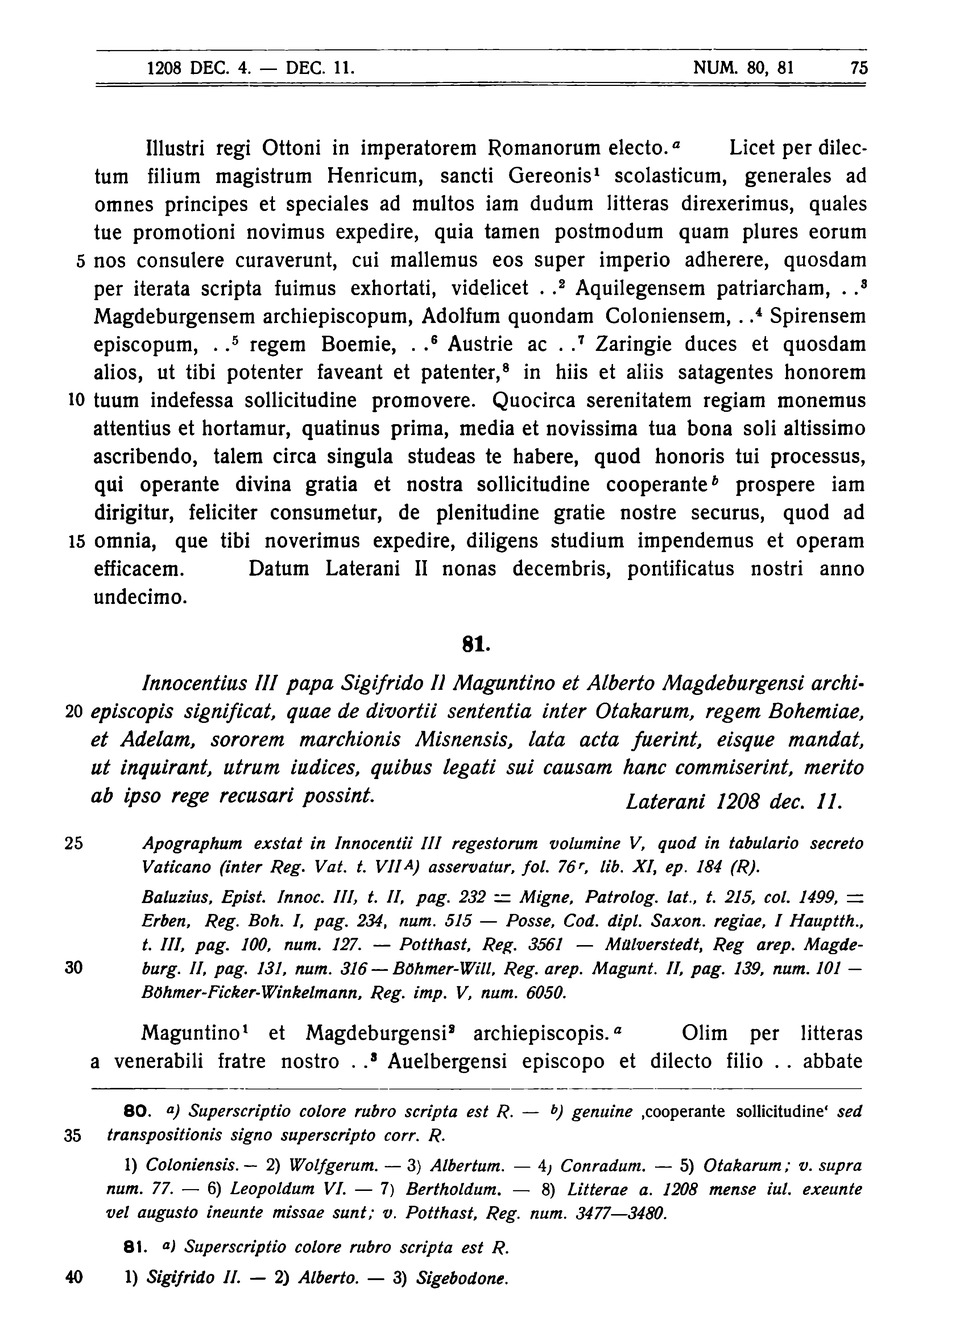 1208 DEC. 4. — DEC. 11. NUM. 80, 81 75
Illustri regi Ottoni in imperatorem Romanorum electo.ᵃ Licet per dilec-
tum filium magistrum Henricum, sancti Gereonis¹ scolasticum, generales ad
omnes principes et speciales ad multos iam dudum litteras direxerimus, quales
tue promotioni novimus expedire, quia tamen postmodum quam plures eorum
5 nos consulere curaverunt, cui mallemus eos super imperio adherere, quosdam
per iterata scripta fuimus exhortati, videlicet . .² Aquilegensem patriarcham, . .³
Magdeburgensem archiepiscopum, Adolfum quondam Coloniensem, . .⁴ Spirensem
episcopum, . .⁵ regem Boemie, . .⁶ Austrie ac . .⁷ Zaringie duces et quosdam
alios, ut tibi potenter faveant et patenter,⁸ in hiis et aliis satagentes honorem
10 tuum indefessa sollicitudine promovere. Quocirca serenitatem regiam monemus
attentius et hortamur, quatinus prima, media et novissima tua bona soli altissimo
ascribendo, talem circa singula studeas te habere, quod honoris tui processus,
qui operante divina gratia et nostra sollicitudine cooperanteᵇ prospere iam
dirigitur, feliciter consumetur, de plenitudine gratie nostre securus, quod ad
15 omnia, que tibi noverimus expedire, diligens studium impendemus et operam
efficacem. Datum Laterani II nonas decembris, pontificatus nostri anno
undecimo.
81.
Innocentius III papa Sigifrido II Maguntino et Alberto Magdeburgensi archi-
20 episcopis significat, quae de divortii sententia inter Otakarum, regem Bohemiae,
et Adelam, sororem marchionis Misnensis, lata acta fuerint, eisque mandat,
ut inquirant, utrum iudices, quibus legati sui causam hanc commiserint, merito
ab ipso rege recusari possint. Laterani 1208 dec. 11.
25 Apographum exstat in Innocentii III regestorum volumine V, quod in tabulario secreto
Vaticano (inter Reg. Vat. t. VIIᴬ) asservatur, fol. 76ʳ, lib. XI, ep. 184 (R).
Baluzius, Epist. Innoc. III, t. II, pag. 232 = Migne, Patrolog. lat., t. 215, col. 1499, =
Erben, Reg. Boh. I, pag. 234, num. 515 — Posse, Cod. dipl. Saxon. regiae, I Hauptth.,
t. III, pag. 100, num. 127. — Potthast, Reg. 3561 — Mülverstedt, Reg arep. Magde-
30 burg. II, pag. 131, num. 316 — Böhmer-Will, Reg. arep. Magunt. II, pag. 139, num. 101 —
Böhmer-Ficker-Winkelmann, Reg. imp. V, num. 6050.
Maguntino¹ et Magdeburgensi² archiepiscopis.ᵃ Olim per litteras
a venerabili fratre nostro . .³ Auelbergensi episcopo et dilecto filio . . abbate
80. ᵃ) Superscriptio colore rubro scripta est R. — ᵇ) genuine ‚cooperante sollicitudine‘ sed
35 transpositionis signo superscripto corr. R.
1) Coloniensis. — 2) Wolfgerum. — 3) Albertum. — 4) Conradum. — 5) Otakarum; v. supra
num. 77. — 6) Leopoldum VI. — 7) Bertholdum. — 8) Litterae a. 1208 mense iul. exeunte
vel augusto ineunte missae sunt; v. Potthast, Reg. num. 3477—3480.
81. ᵃ) Superscriptio colore rubro scripta est R.
40 1) Sigifrido II. — 2) Alberto. — 3) Sigebodone.